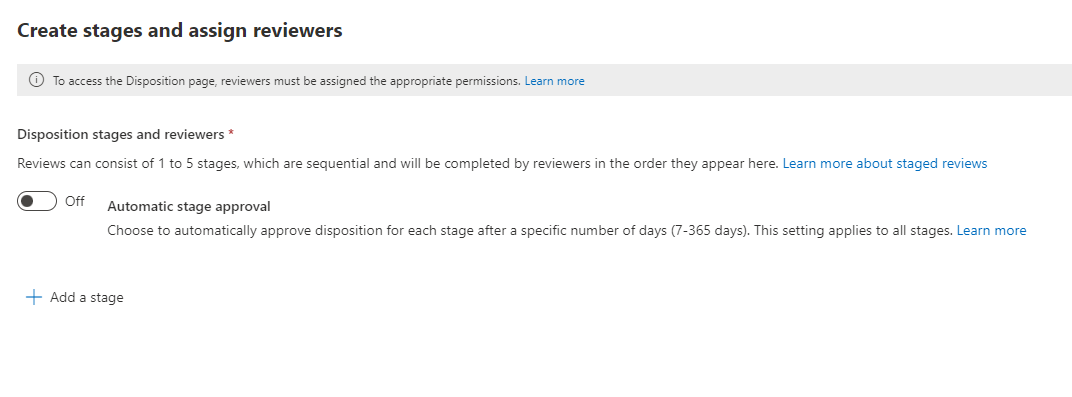 Create stages and assign reviewers
To access the Disposition page, reviewers must be assigned the appropriate permissions. Learn more
Disposition stages and reviewers *
Reviews can consist of 1 to 5 stages, which are sequential and will be completed by reviewers in the order they appear here. Learn more about staged reviews
Off
Automatic stage approval
Choose to automatically approve disposition for each stage after a specific number of days (7-365 days). This setting applies to all stages. Learn more
Add a stage